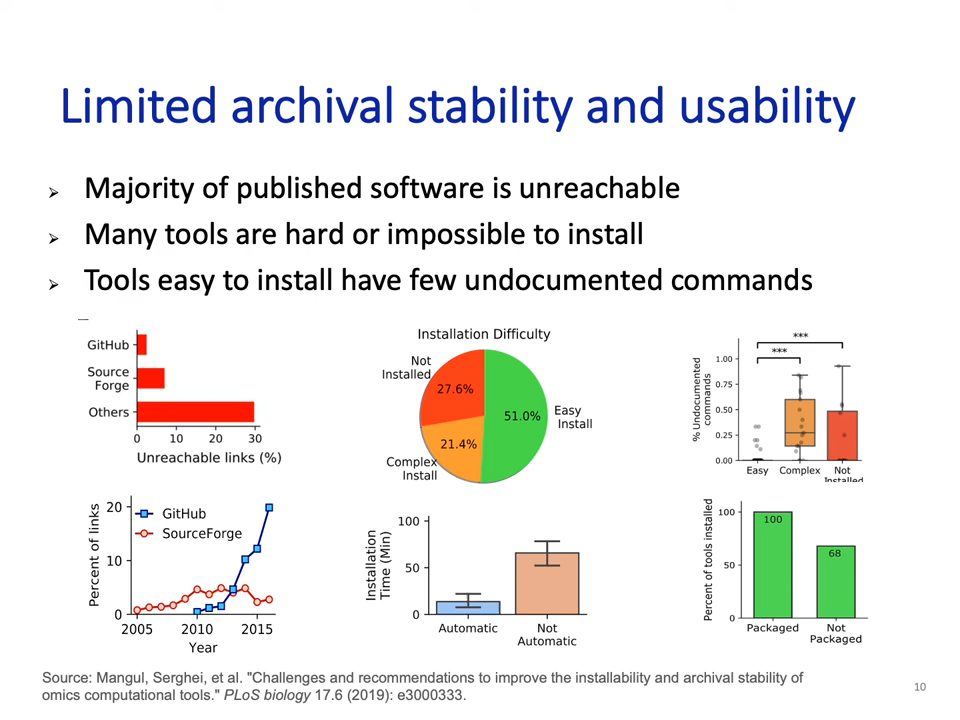 Limited archival stability and usability
➢ Majority of published software is unreachable
➢ Many tools are hard or impossible to install
➢ Tools easy to install have few undocumented commands
GitHub
Source
Forge
Others
0 10 20 30
Unreachable links (%)
Installation Difficulty
Not
Installed
27.6%
51.0%
Easy
Install
21.4%
Complex
Install
***
***
% Undocumented
commands
1.00
0.75
0.50
0.25
0.00
Easy Complex Not
Installed
Percent of links
20
10
0
GitHub
SourceForge
2005 2010 2015
Year
Installation
Time (Min)
100
50
0
Automatic Not
Automatic
Percent of tools installed
100
50
0
100
68
Packaged Not
Packaged
Source: Mangul, Serghei, et al. "Challenges and recommendations to improve the installability and archival stability of
omics computational tools." PLoS biology 17.6 (2019): e3000333.
10